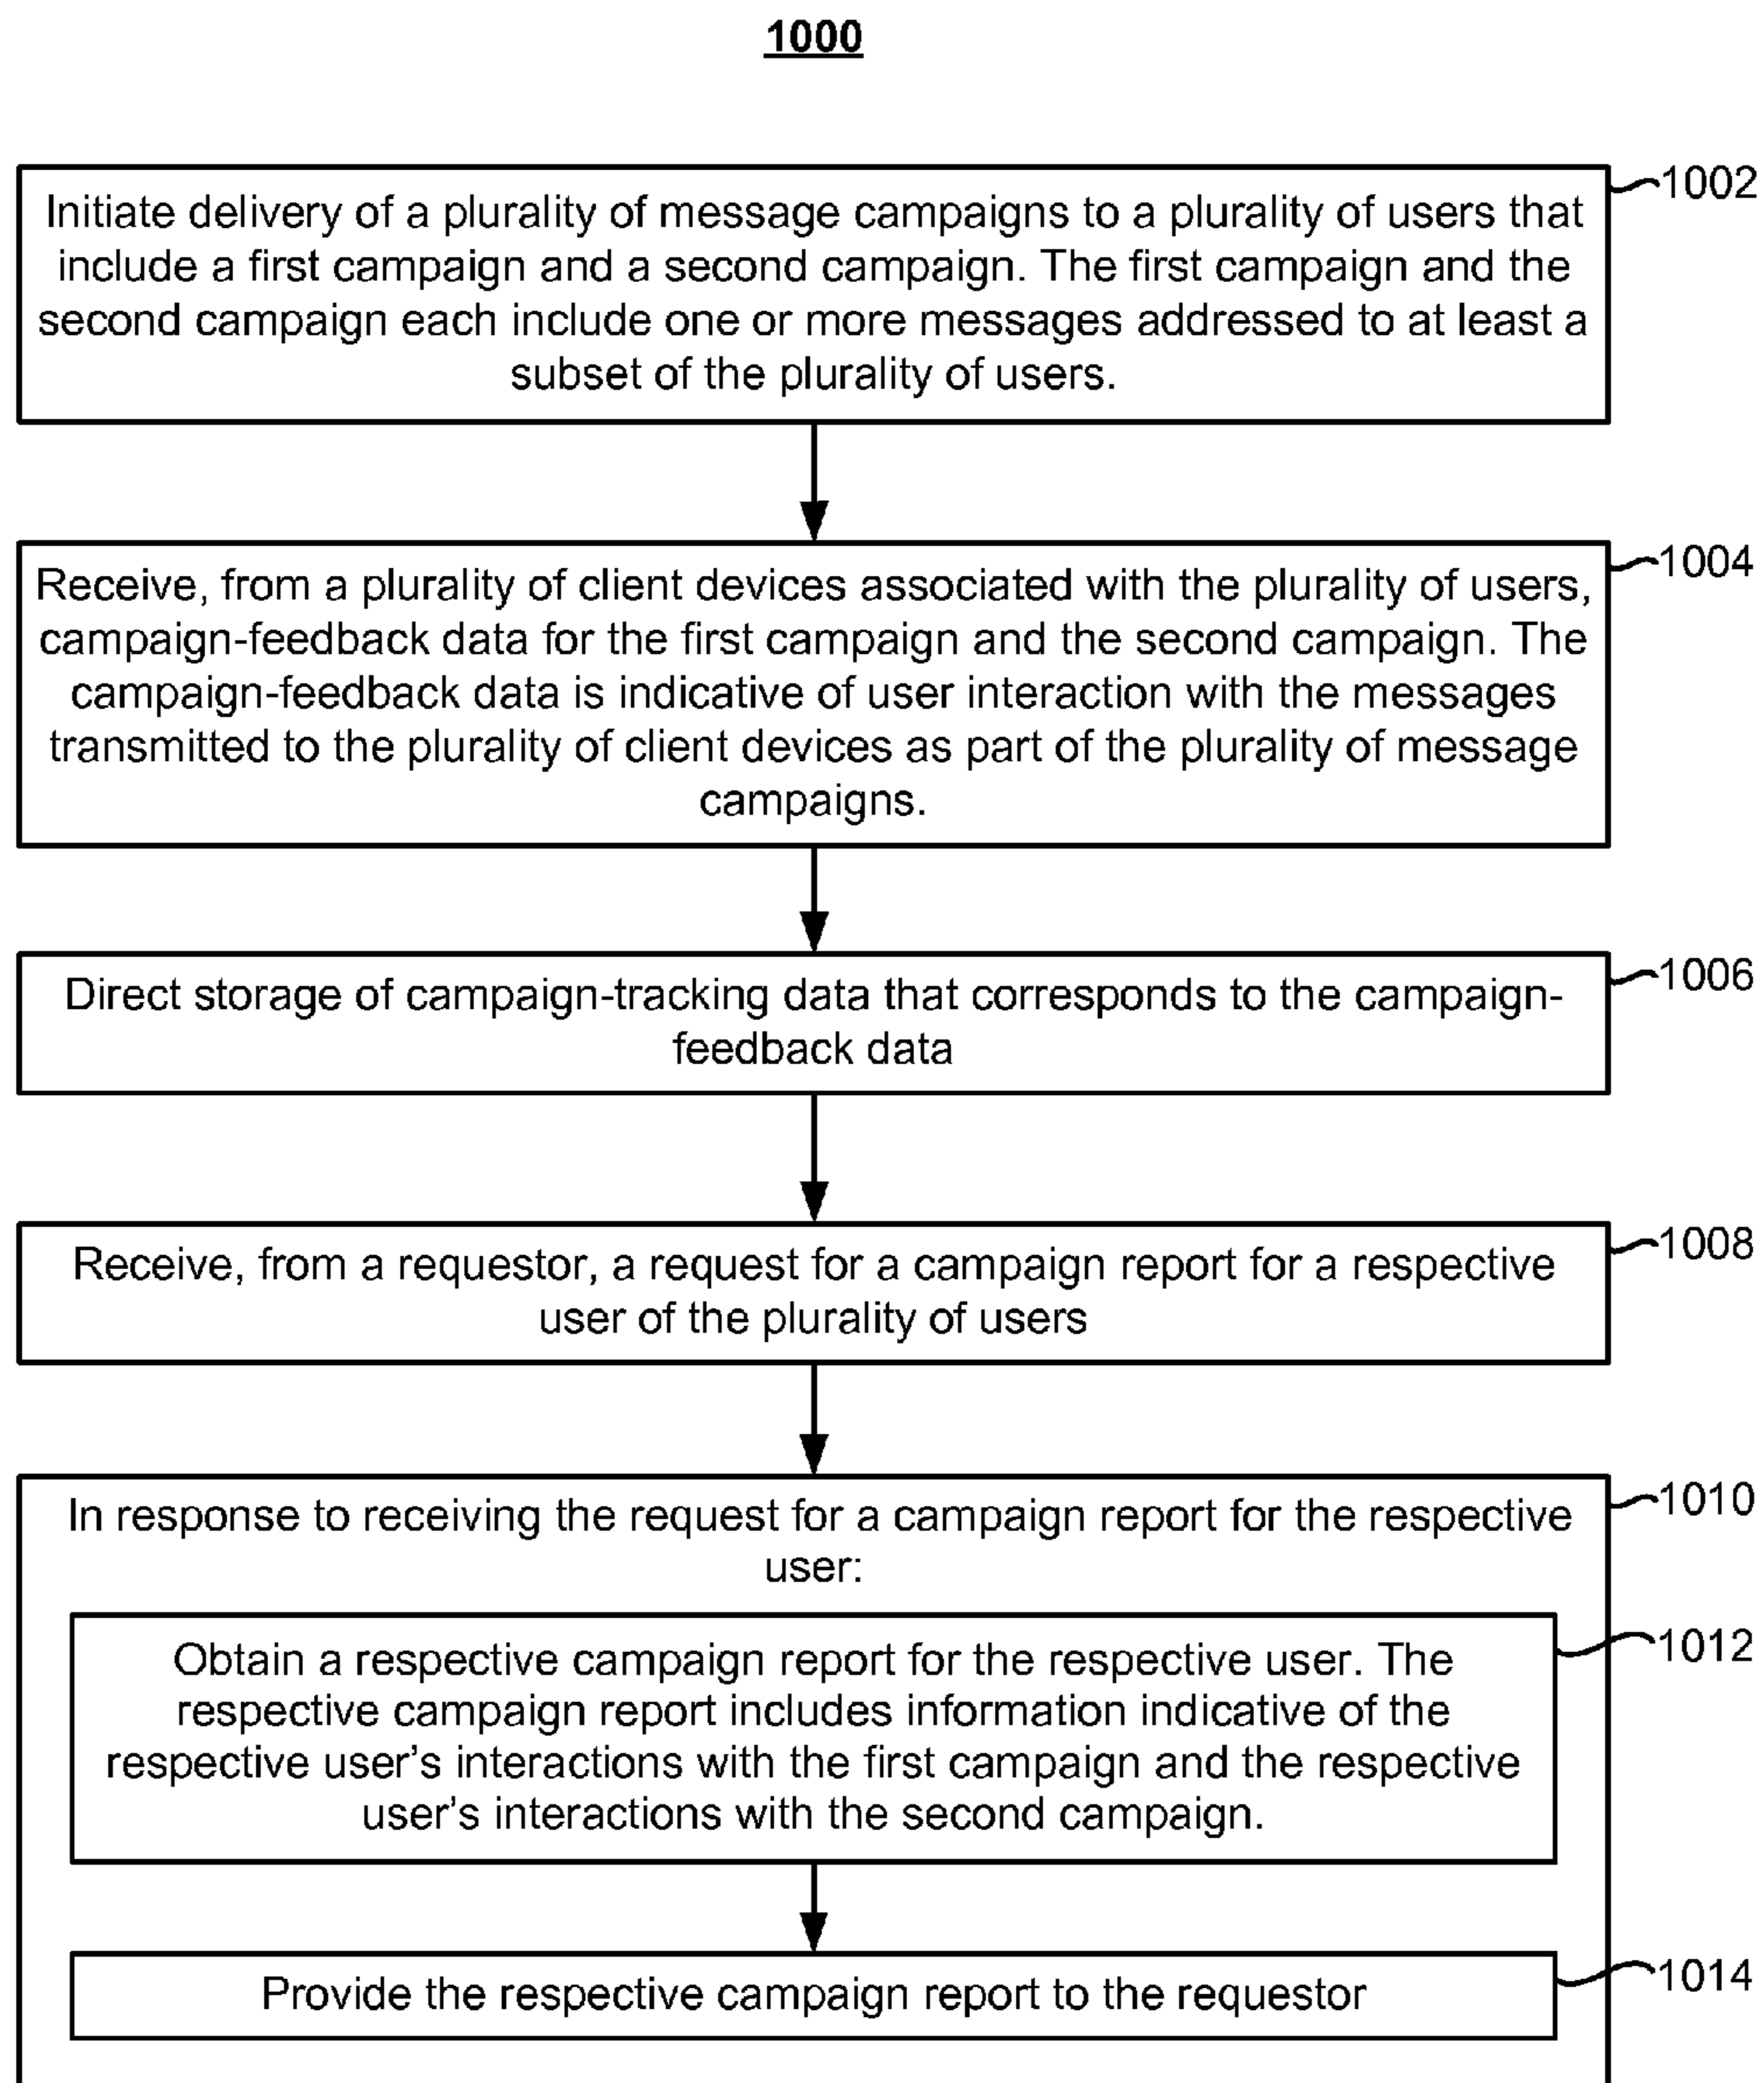 1000
1002
Initiate delivery of a plurality of message campaigns to a plurality of users that
include a first campaign and a second campaign. The first campaign and the
second campaign each include one or more messages addressed to at least a
subset of the plurality of users.
1004
Receive, from a plurality of client devices associated with the plurality of users,
campaign-feedback data for the first campaign and the second campaign. The
campaign-feedback data is indicative of user interaction with the messages
transmitted to the plurality of client devices as part of the plurality of message
campaigns.
1006
Direct storage of campaign-tracking data that corresponds to the campaign-
feedback data
1008
Receive, from a requestor, a request for a campaign report for a respective
user of the plurality of users
1010
In response to receiving the request for a campaign report for the respective
user:
1012
Obtain a respective campaign report for the respective user. The
respective campaign report includes information indicative of the
respective user's interactions with the first campaign and the respective
user's interactions with the second campaign.
1014
Provide the respective campaign report to the requestor